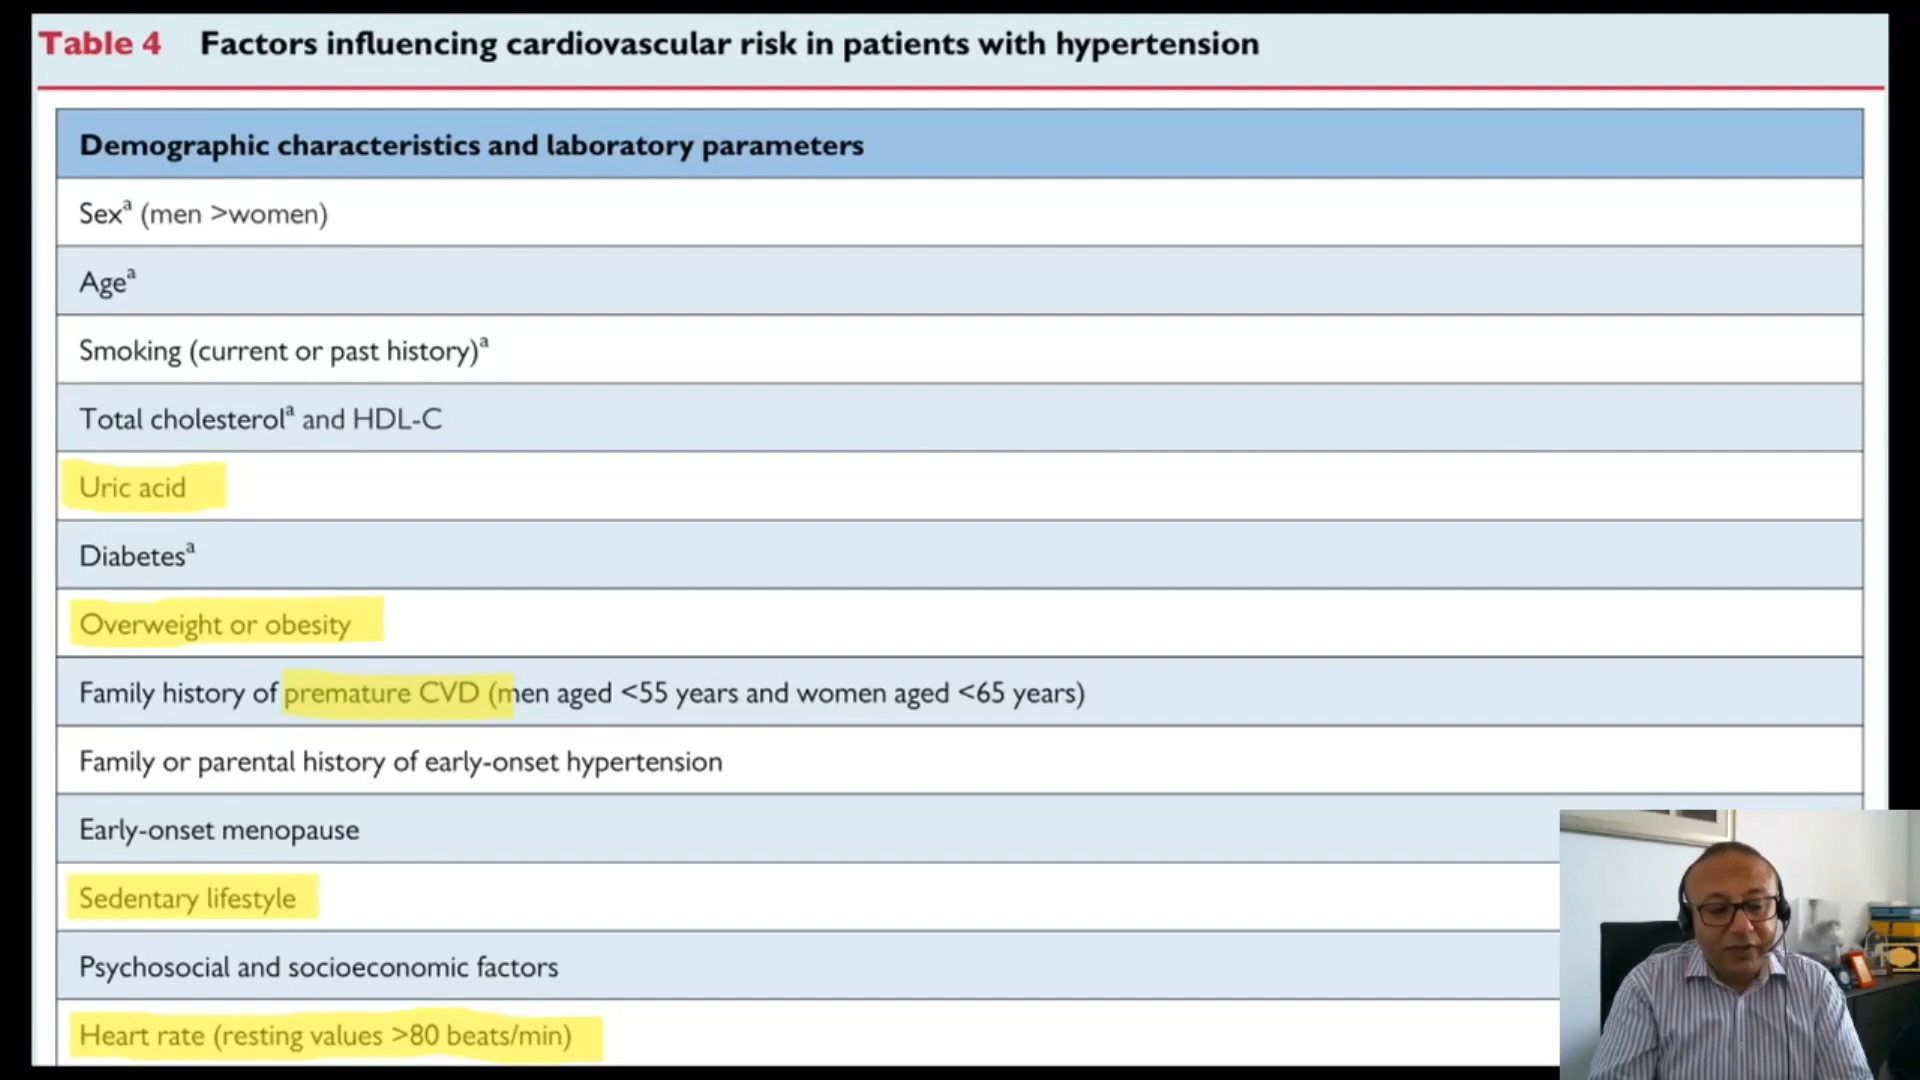 Table 4 Factors influencing cardiovascular risk in patients with hypertension
Demographic characteristics and laboratory parameters
Sexᵃ (men >women)
Ageᵃ
Smoking (current or past history)ᵃ
Total cholesterolᵃ and HDL-C
Uric acid
Diabetesᵃ
Overweight or obesity
Family history of premature CVD (men aged <55 years and women aged <65 years)
Family or parental history of early-onset hypertension
Early-onset menopause
Sedentary lifestyle
Psychosocial and socioeconomic factors
Heart rate (resting values >80 beats/min)